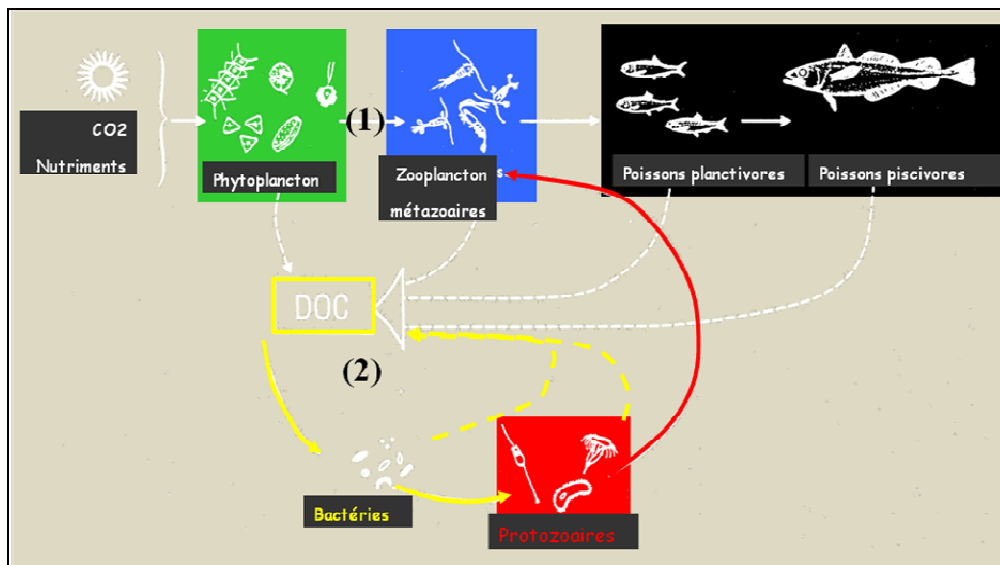 CO2
Nutriments
Phytoplancton
(1)
Zooplancton
métazoaires
s
Poissons planctivores
Poissons piscivores
DOC
(2)
Bactéries
Protozoaires